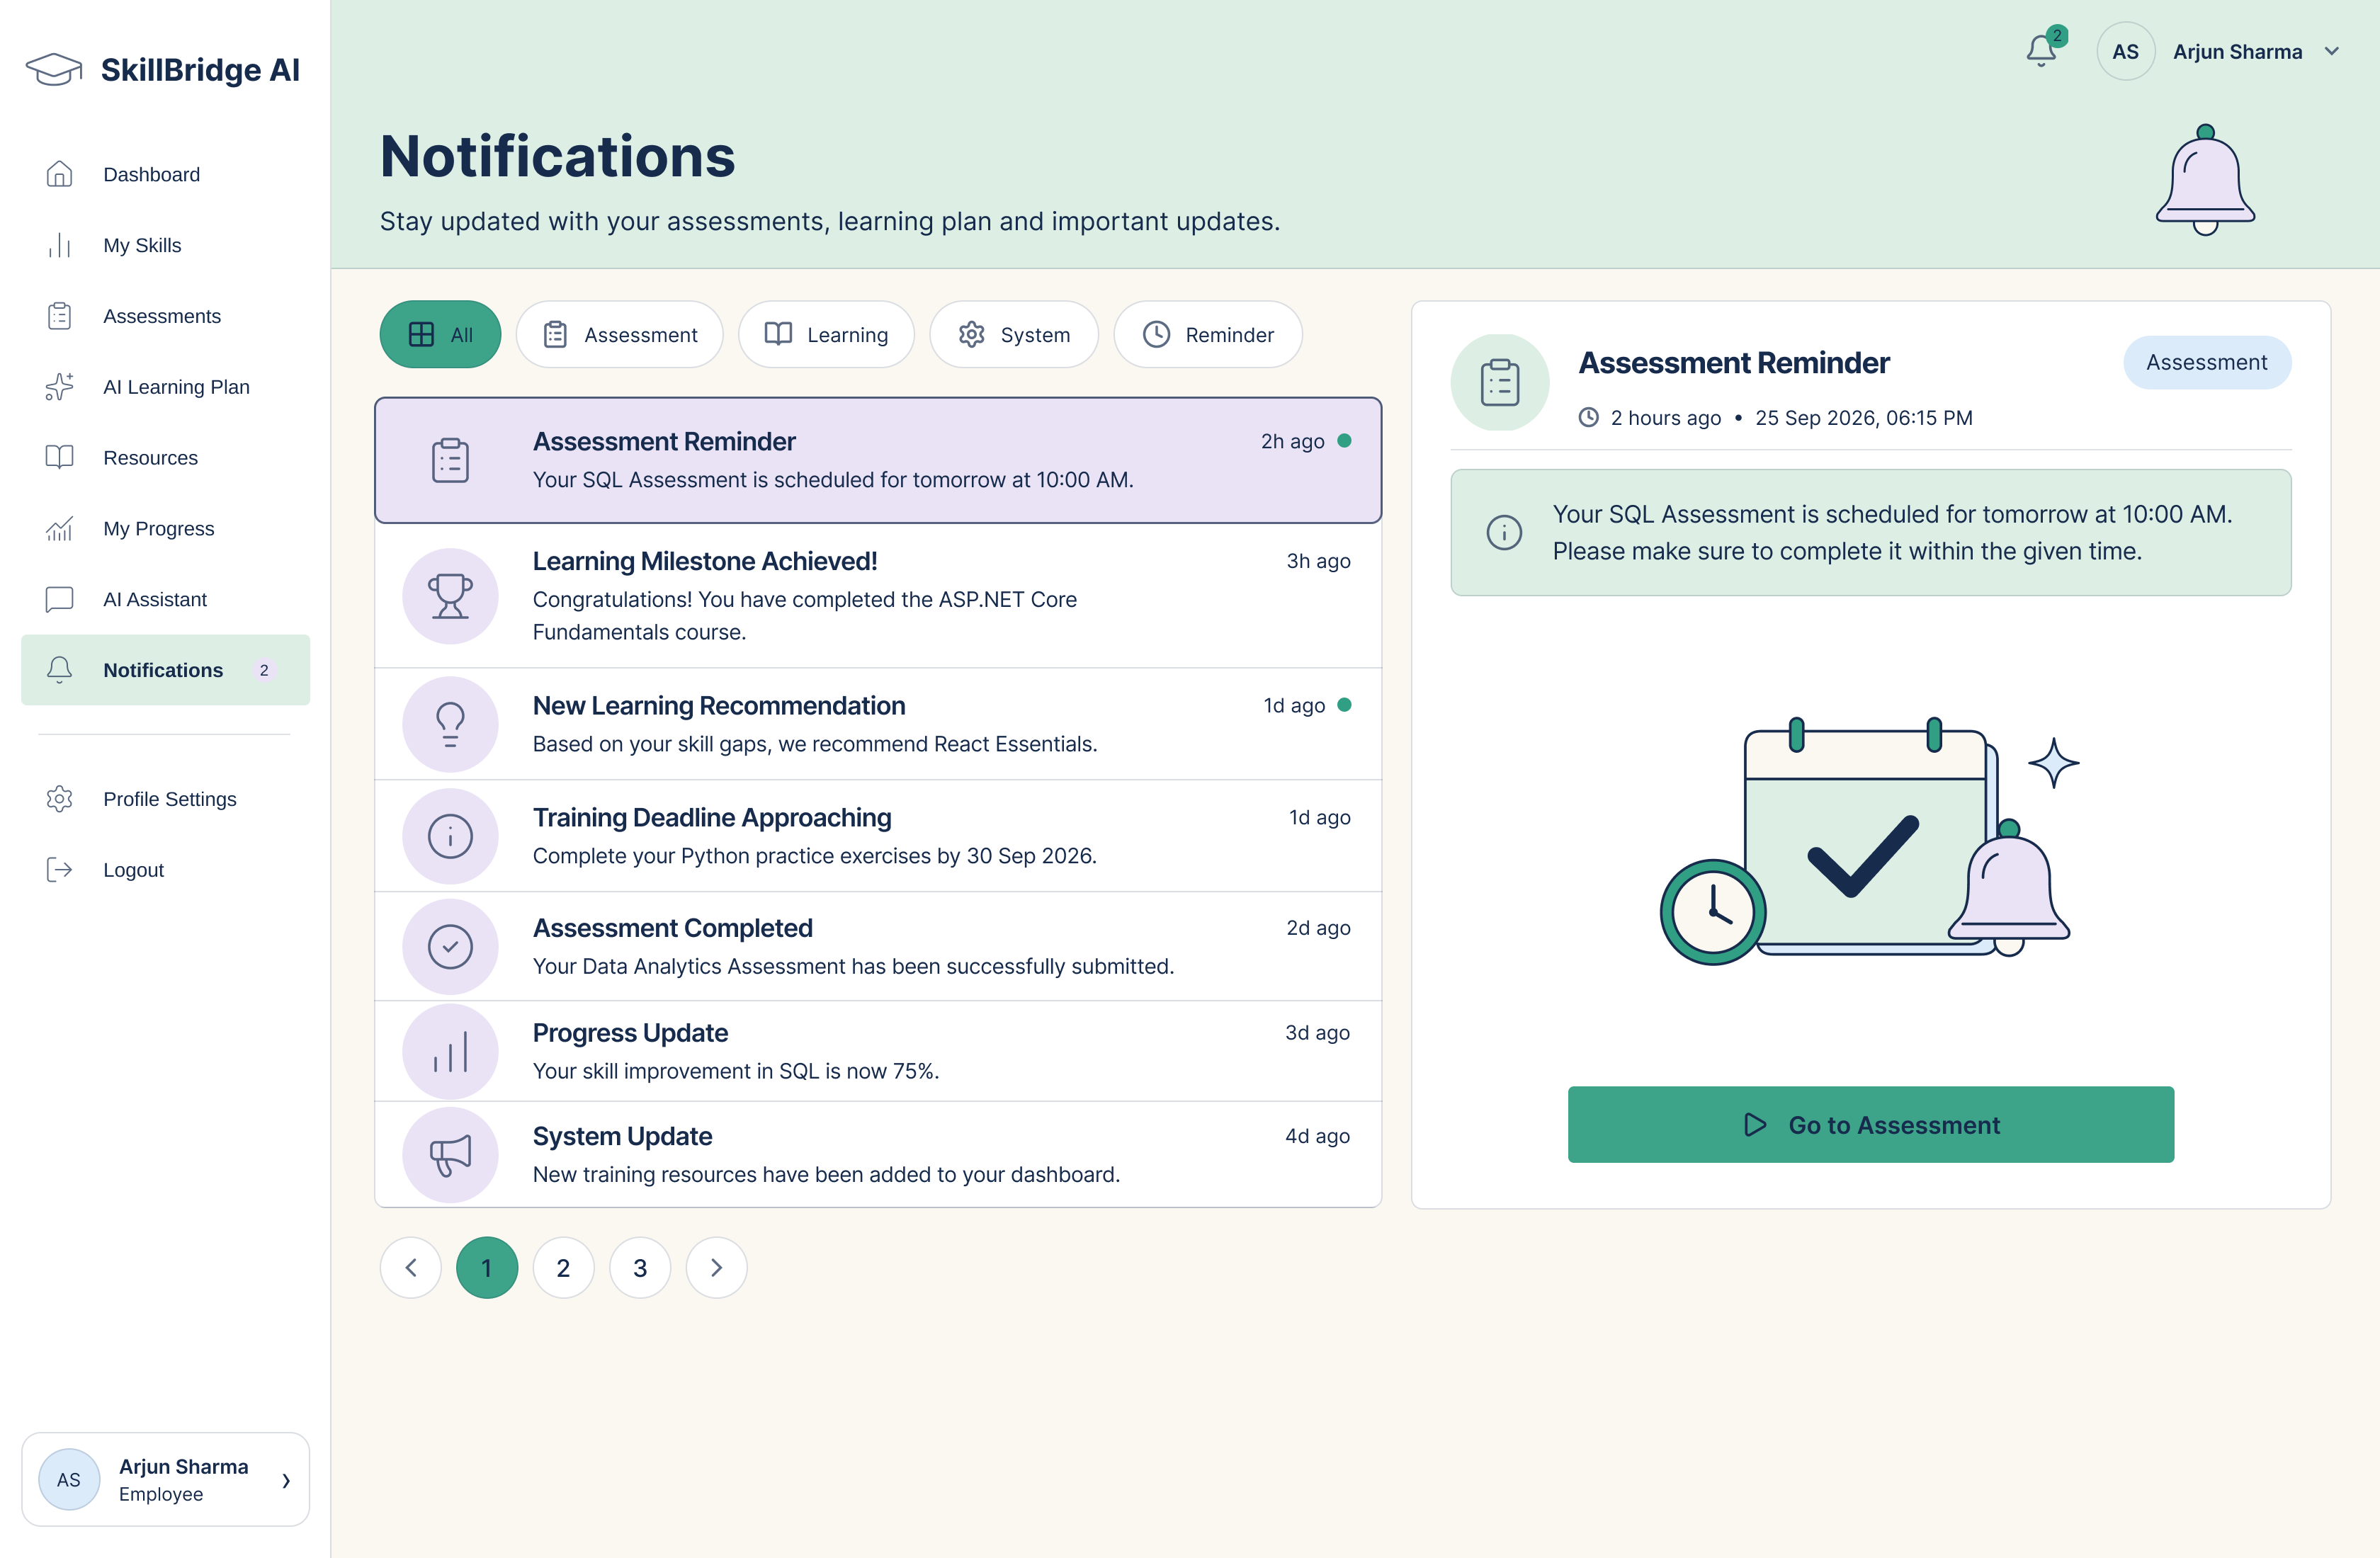 SkillBridge AI
Dashboard
My Skills
Assessments
AI Learning Plan
Resources
My Progress
AI Assistant
Notifications 2
Profile Settings
Logout
AS
Arjun Sharma
Employee
2
AS
Arjun Sharma
Notifications
Stay updated with your assessments, learning plan and important updates.
All
Assessment
Learning
System
Reminder
Assessment Reminder
2h ago
Your SQL Assessment is scheduled for tomorrow at 10:00 AM.
Learning Milestone Achieved!
3h ago
Congratulations! You have completed the ASP.NET Core
Fundamentals course.
New Learning Recommendation
1d ago
Based on your skill gaps, we recommend React Essentials.
Training Deadline Approaching
1d ago
Complete your Python practice exercises by 30 Sep 2026.
Assessment Completed
2d ago
Your Data Analytics Assessment has been successfully submitted.
Progress Update
3d ago
Your skill improvement in SQL is now 75%.
System Update
4d ago
New training resources have been added to your dashboard.
1
2
3
Assessment Reminder
Assessment
2 hours ago • 25 Sep 2026, 06:15 PM
Your SQL Assessment is scheduled for tomorrow at 10:00 AM.
Please make sure to complete it within the given time.
Go to Assessment